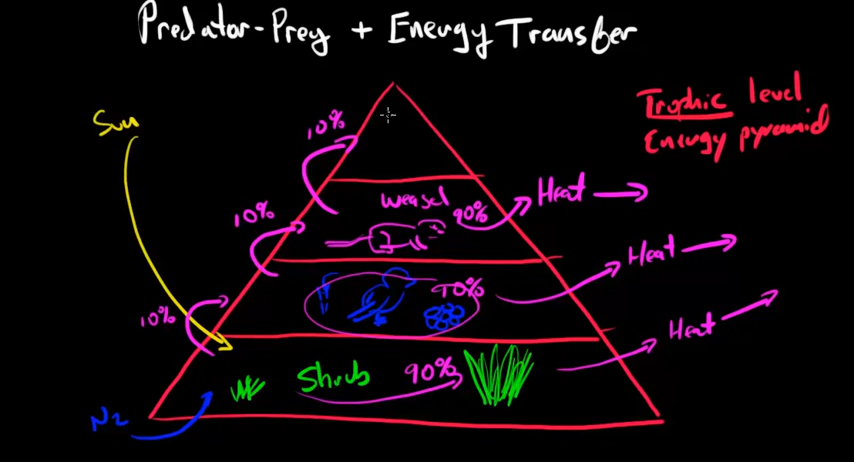 Predator-Prey + Energy Transfer
Trophic level
Energy pyramid
Sun
10%
Weasel
90%
Heat
10%
90%
Heat
10%
Shrub
90%
Heat
N2